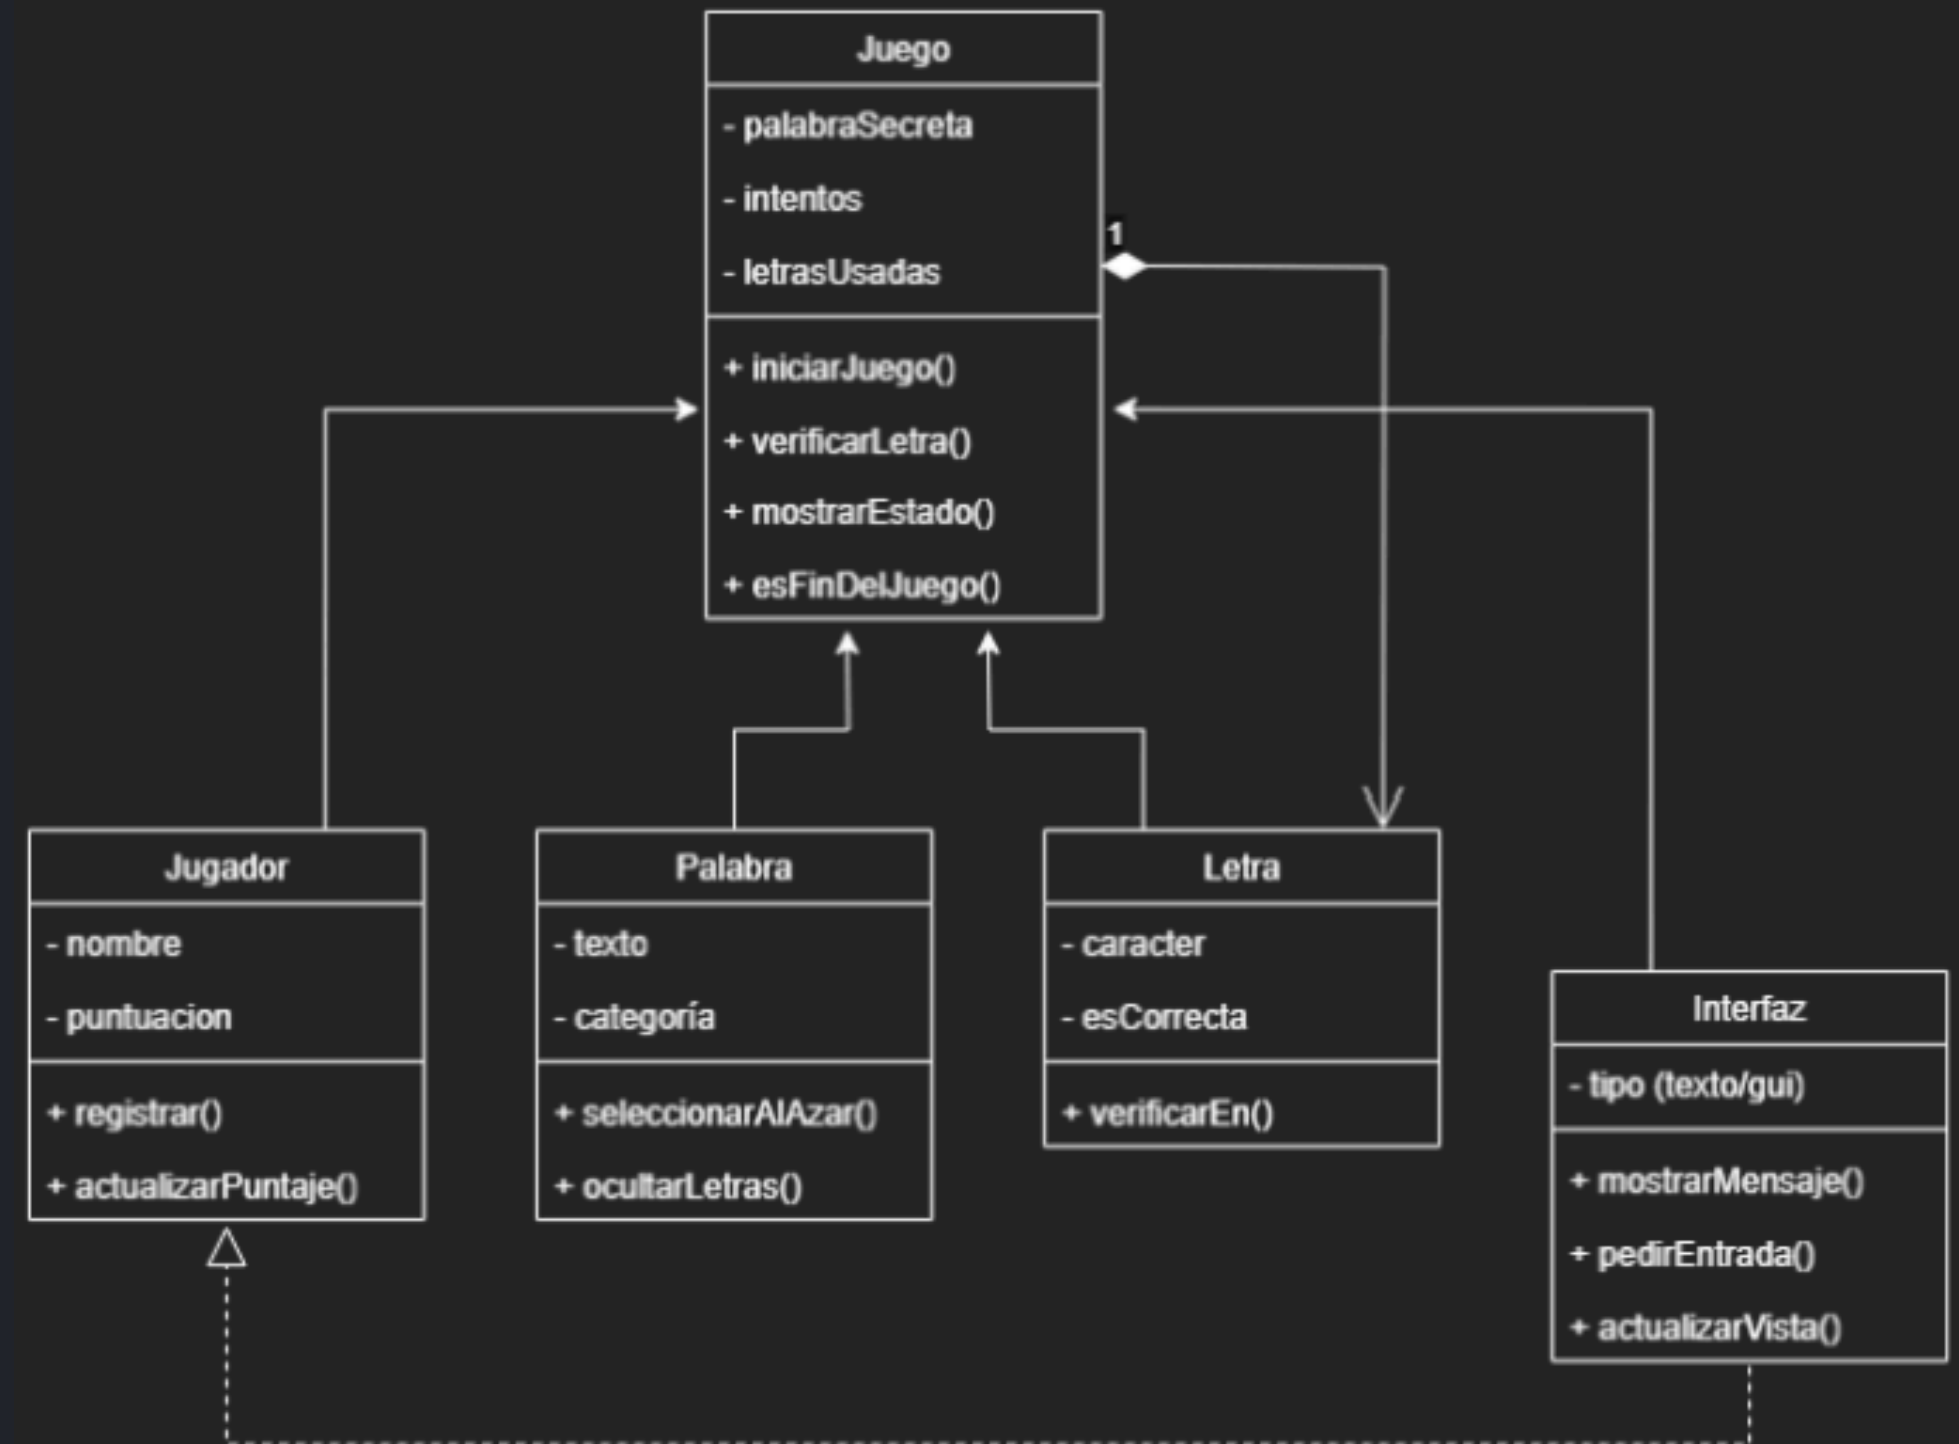 Juego
- palabraSecreta
- intentos
- letrasUsadas
1
+ iniciarJuego()
+ verificarLetra()
+ mostrarEstado()
+ esFinDelJuego()
Jugador
- nombre
- puntuacion
+ registrar()
+ actualizarPuntaje()
Palabra
- texto
- categoría
+ seleccionarAlAzar()
+ ocultarLetras()
Letra
- caracter
- esCorrecta
+ verificarEn()
Interfaz
- tipo (texto/gui)
+ mostrarMensaje()
+ pedirEntrada()
+ actualizarVista()